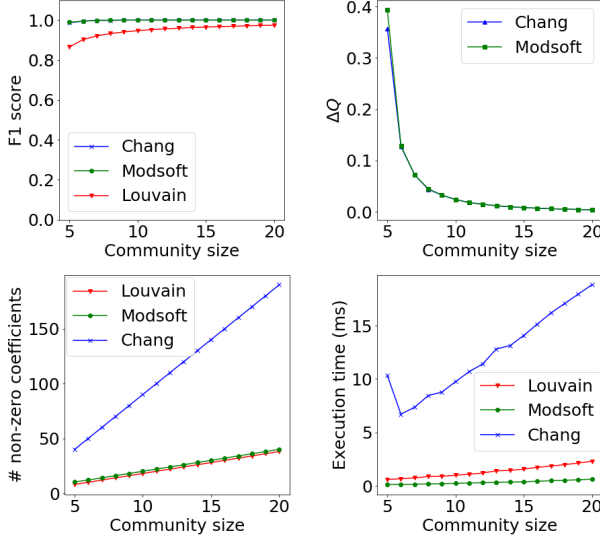 F1 score
1.0
0.8
0.6
0.4
0.2
0.0
Chang
Modsoft
Louvain
5 10 15 20
Community size
ΔQ
0.4
0.3
0.2
0.1
0.0
Chang
Modsoft
5 10 15 20
Community size
# non-zero coefficients
150
100
50
0
Louvain
Modsoft
Chang
5 10 15 20
Community size
Execution time (ms)
15
10
5
0
Louvain
Modsoft
Chang
5 10 15 20
Community size